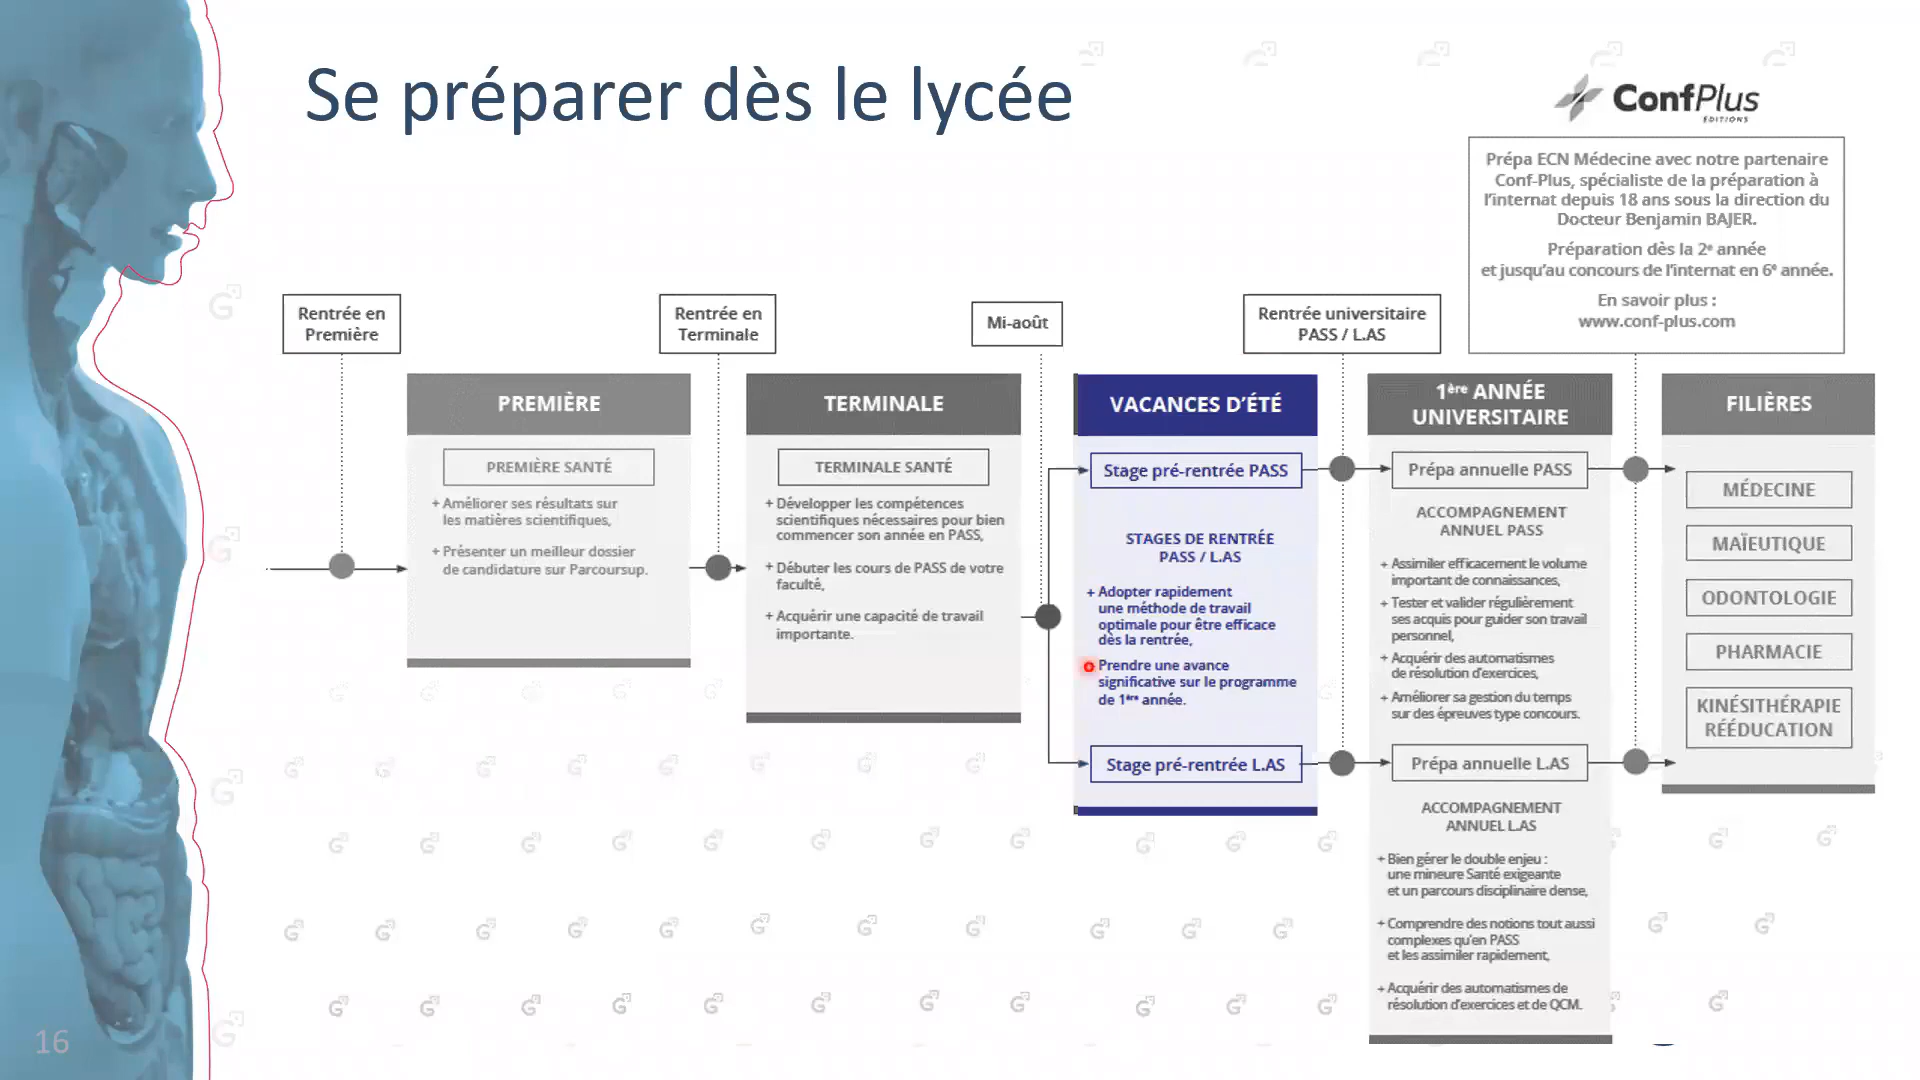 Se préparer dès le lycée
ConfPlus
ÉDITIONS
Prépa ECN Médecine avec notre partenaire
Conf-Plus, spécialiste de la préparation à
l'internat depuis 18 ans sous la direction du
Docteur Benjamin BAJER.
Préparation dès la 2e année
et jusqu'au concours de l'internat en 6e année.
En savoir plus :
www.conf-plus.com
Rentrée en
Première
Rentrée en
Terminale
Mi-août
Rentrée universitaire
PASS / L.AS
PREMIÈRE
PREMIÈRE SANTÉ
+ Améliorer ses résultats sur
les matières scientifiques,
+ Présenter un meilleur dossier
de candidature sur Parcoursup.
TERMINALE
TERMINALE SANTÉ
+ Développer les compétences
scientifiques nécessaires pour bien
commencer son année en PASS,
+ Débuter les cours de PASS de votre
faculté,
+ Acquérir une capacité de travail
importante.
VACANCES D'ÉTÉ
Stage pré-rentrée PASS
STAGES DE RENTRÉE
PASS / L.AS
+ Adopter rapidement
une méthode de travail
optimale pour être efficace
dès la rentrée,
Prendre une avance
significative sur le programme
de 1ère année.
Stage pré-rentrée L.AS
1ère ANNÉE
UNIVERSITAIRE
Prépa annuelle PASS
ACCOMPAGNEMENT
ANNUEL PASS
+ Assimiler efficacement le volume
important de connaissances,
+ Tester et valider régulièrement
ses acquis pour guider son travail
personnel,
+ Acquérir des automatismes
de résolution d'exercices,
+ Améliorer sa gestion du temps
sur des épreuves type concours.
Prépa annuelle L.AS
ACCOMPAGNEMENT
ANNUEL L.AS
+ Bien gérer le double enjeu :
une mineure Santé exigeante
et un parcours disciplinaire dense,
+ Comprendre des notions tout aussi
complexes qu'en PASS
et les assimiler rapidement,
+ Acquérir des automatismes de
résolution d'exercices et de QCM.
FILIÈRES
MÉDECINE
MAÏEUTIQUE
ODONTOLOGIE
PHARMACIE
KINÉSITHÉRAPIE
RÉÉDUCATION
16